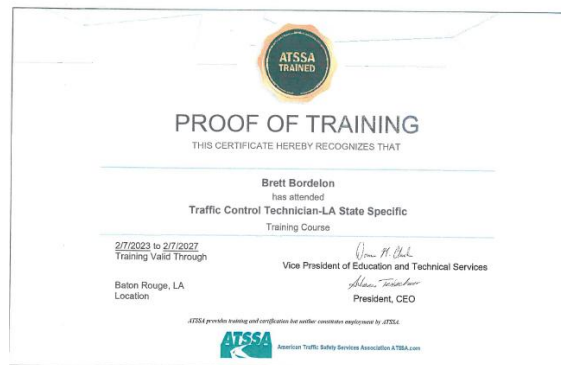 ATSSA
TRAINED
PROOF OF TRAINING
THIS CERTIFICATE HEREBY RECOGNIZES THAT
Brett Bordelon
has attended
Traffic Control Technician-LA State Specific
Training Course
2/7/2023 to 2/7/2027
Training Valid Through
Vice President of Education and Technical Services
Baton Rouge, LA
Location
President, CEO
ATSSA provides training and certification but neither constitutes employment by ATSSA.
ATSSA
American Traffic Safety Services Association ATSSA.com